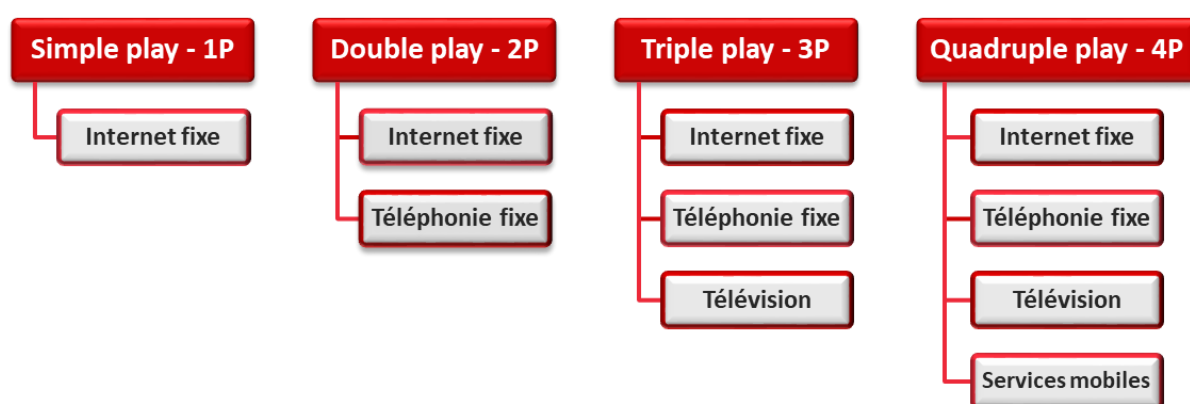 Simple play - 1P
Internet fixe
Double play - 2P
Internet fixe
Téléphonie fixe
Triple play - 3P
Internet fixe
Téléphonie fixe
Télévision
Quadruple play - 4P
Internet fixe
Téléphonie fixe
Télévision
Services mobiles